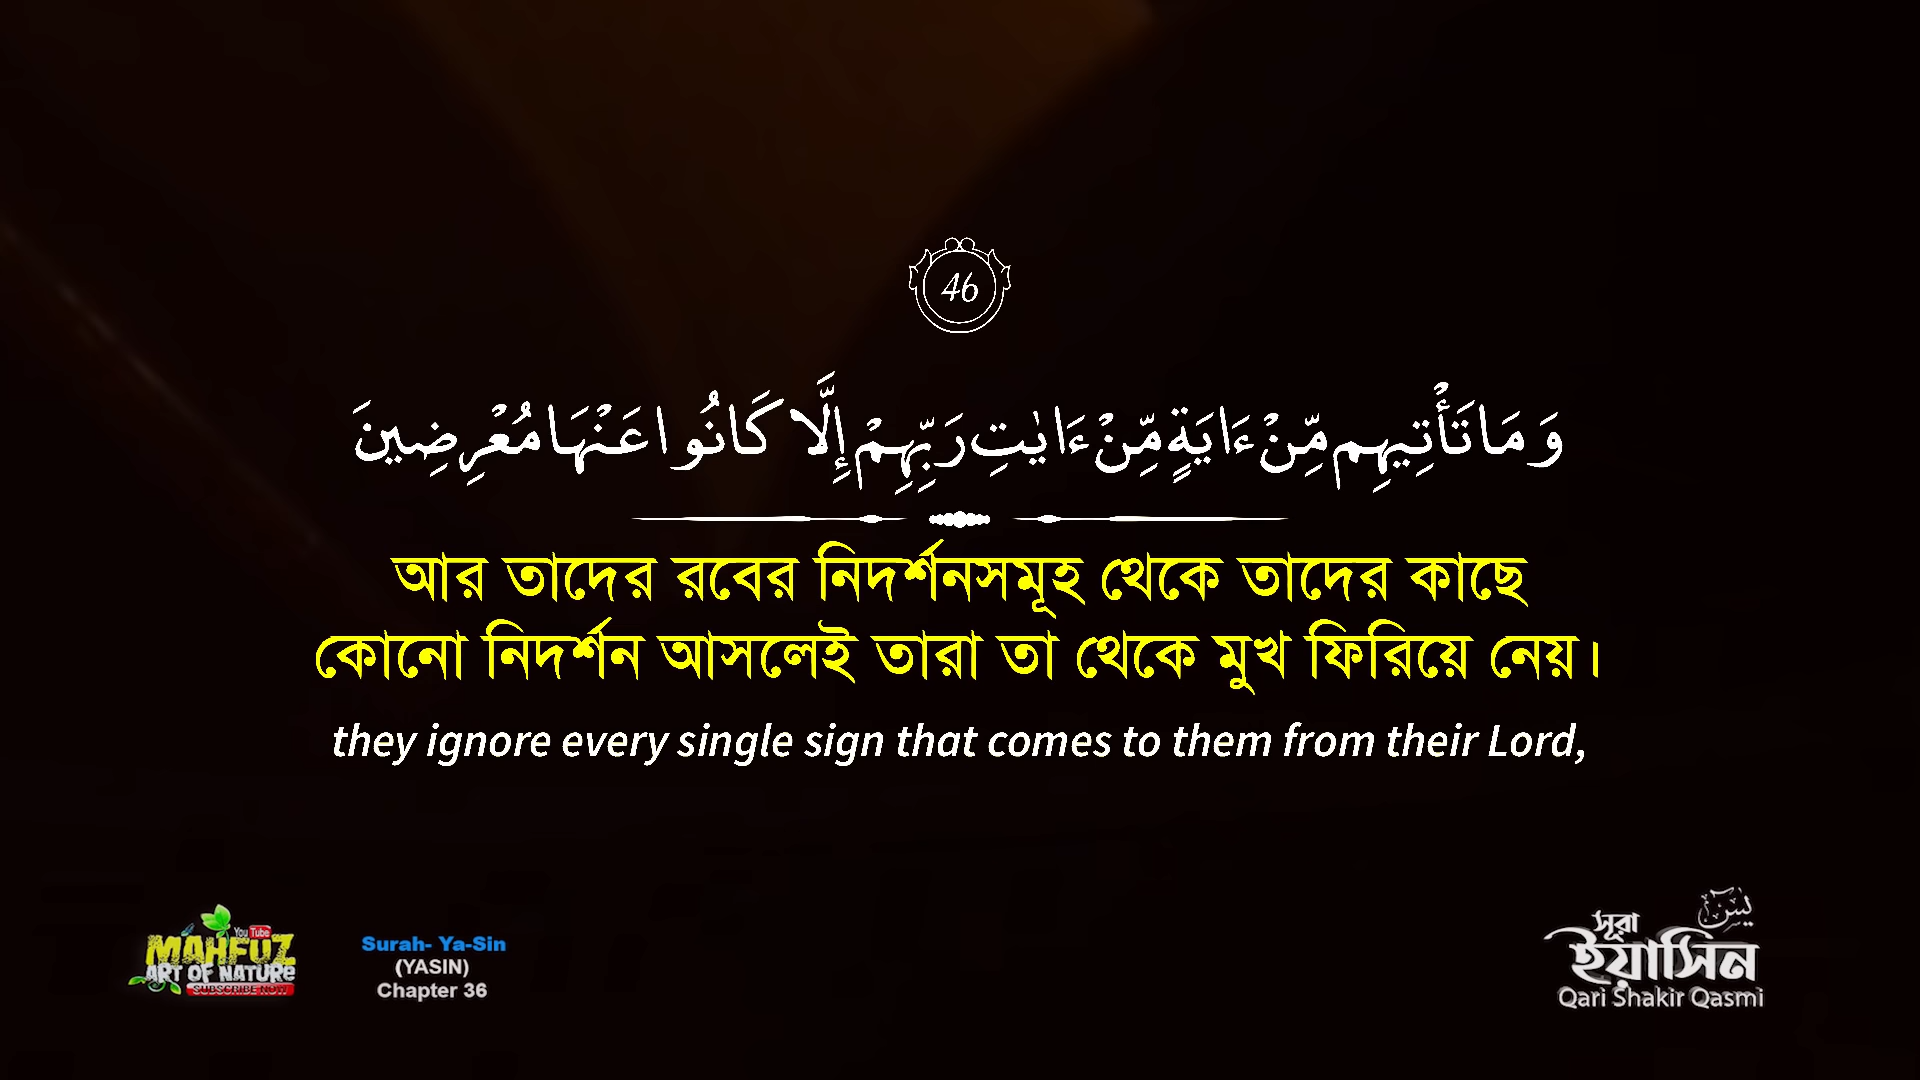 46
وَمَا تَأْتِيهِم مِّنْ ءَايَةٍ مِّنْ ءَايٰتِ رَبِّهِمْ إِلَّا كَانُوا عَنْهَا مُعْرِضِينَ
আর তাদের রবের নিদর্শনসমূহ থেকে তাদের কাছে
কোনো নিদর্শন আসলেই তারা তা থেকে মুখ ফিরিয়ে নেয়।
they ignore every single sign that comes to them from their Lord,
You Tube
MAHFUZ
ART OF NATURE
SUBSCRIBE NOW
Surah- Ya-Sin
(YASIN)
Chapter 36
يس
সূরা
ইয়াসিন
Qari Shakir Qasmi